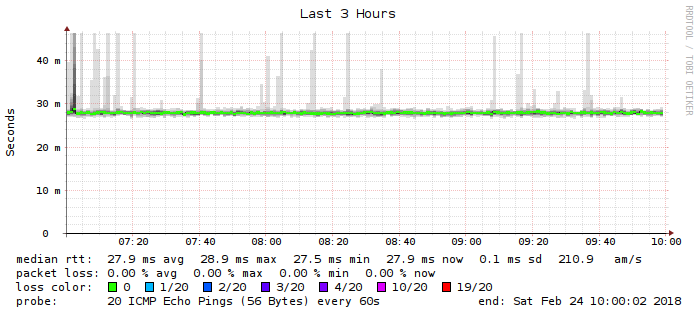 Last 3 Hours
RRDTOOL / TOBI OETIKER
Seconds
40 m
30 m
20 m
10 m
0
07:20 07:40 08:00 08:20 08:40 09:00 09:20 09:40 10:00
median rtt: 27.9 ms avg 28.9 ms max 27.5 ms min 27.9 ms now 0.1 ms sd 210.9 am/s
packet loss: 0.00 % avg 0.00 % max 0.00 % min 0.00 % now
loss color: 0 1/20 2/20 3/20 4/20 10/20 19/20
probe: 20 ICMP Echo Pings (56 Bytes) every 60s end: Sat Feb 24 10:00:02 2018